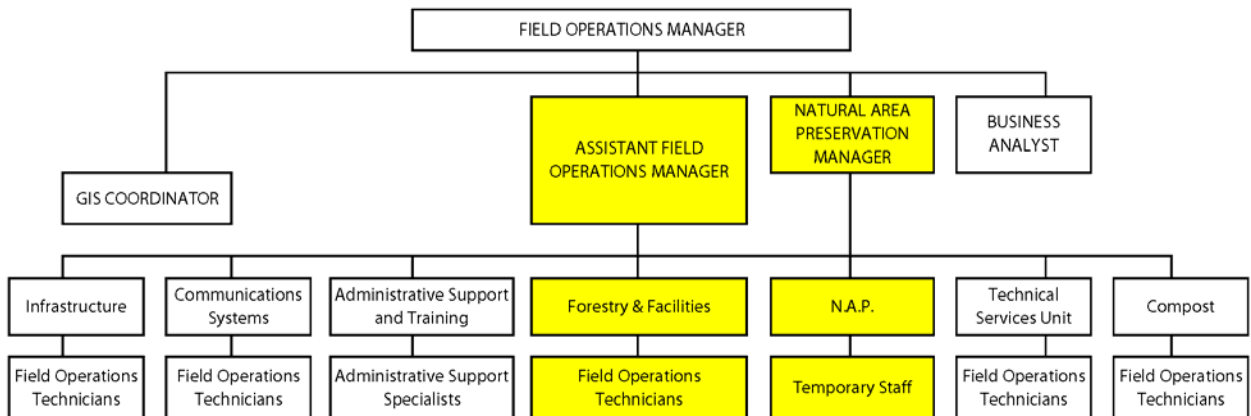 FIELD OPERATIONS MANAGER
ASSISTANT FIELD
OPERATIONS MANAGER
NATURAL AREA
PRESERVATION
MANAGER
BUSINESS
ANALYST
GIS COORDINATOR
Infrastructure
Communications
Systems
Administrative Support
and Training
Forestry & Facilities
N.A.P.
Technical
Services Unit
Compost
Field Operations
Technicians
Field Operations
Technicians
Administrative Support
Specialists
Field Operations
Technicians
Temporary Staff
Field Operations
Technicians
Field Operations
Technicians